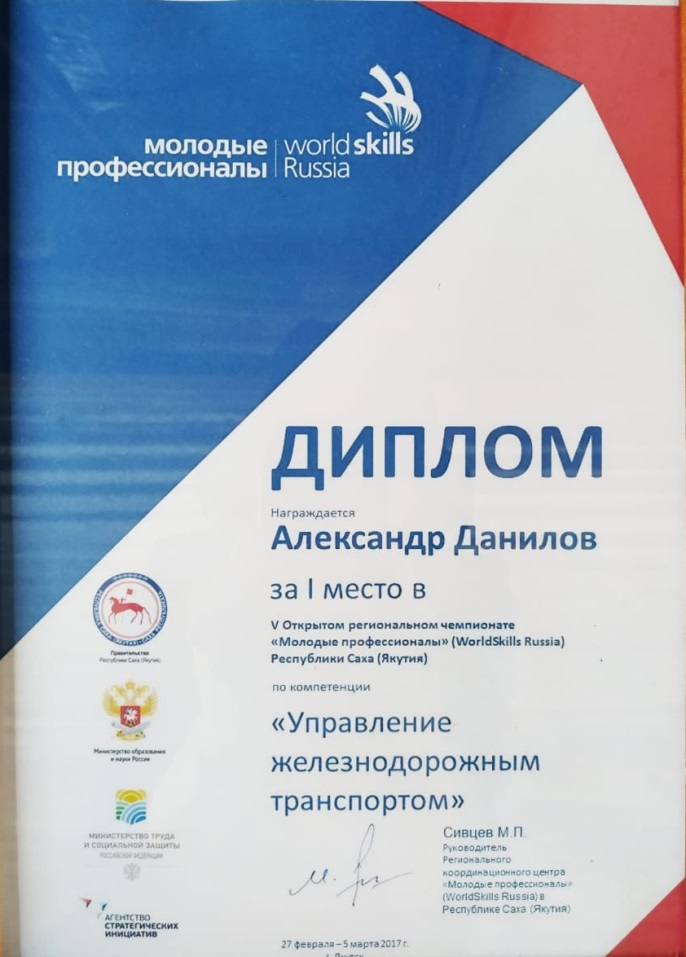 молодые
профессионалы
worldskills
Russia
ДИПЛОМ
Награждается
Александр Данилов
за I место в
V Открытом региональном чемпионате
«Молодые профессионалы» (WorldSkills Russia)
Республики Саха (Якутия)
по компетенции
«Управление
железнодорожным
транспортом»
Правительство
Республики Саха (Якутия)
Министерство образования
и науки России
МИНИСТЕРСТВО ТРУДА
И СОЦИАЛЬНОЙ ЗАЩИТЫ
РОССИЙСКОЙ ФЕДЕРАЦИИ
АГЕНТСТВО
СТРАТЕГИЧЕСКИХ
ИНИЦИАТИВ
Сивцев М.П.
Руководитель
Регионального
координационного центра
«Молодые профессионалы»
(WorldSkills Russia) в
Республике Саха (Якутия)
27 февраля – 5 марта 2017 г.